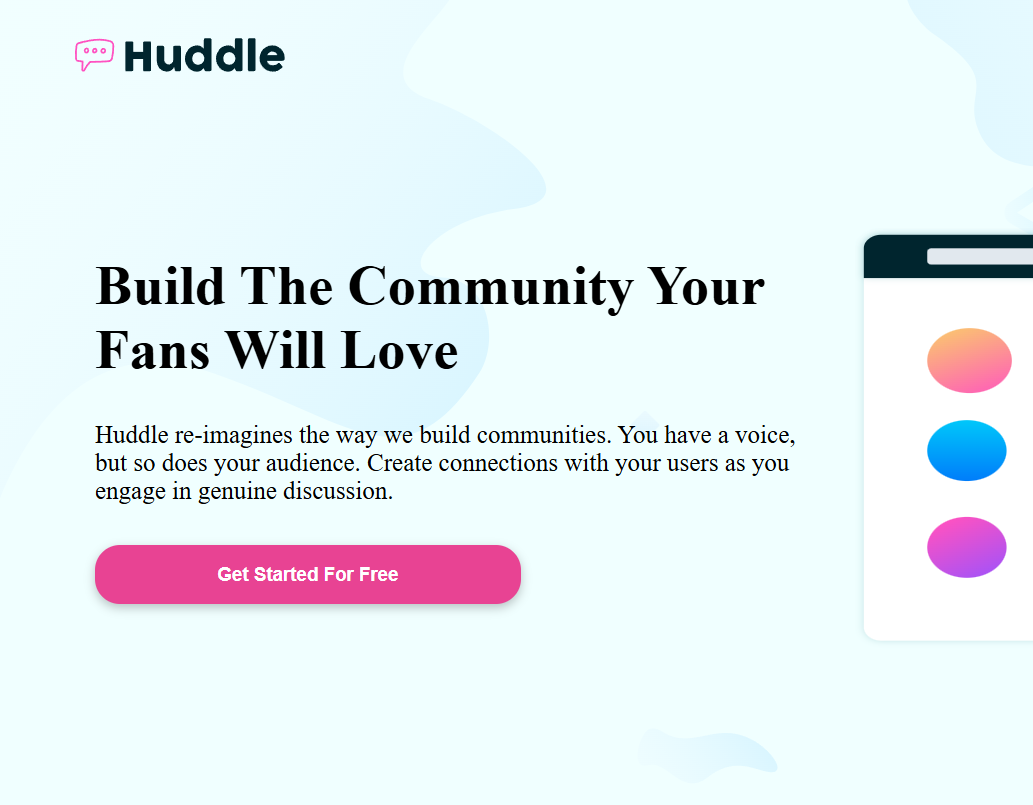 Huddle
Build The Community Your
Fans Will Love
Huddle re-imagines the way we build communities. You have a voice,
but so does your audience. Create connections with your users as you
engage in genuine discussion.
Get Started For Free